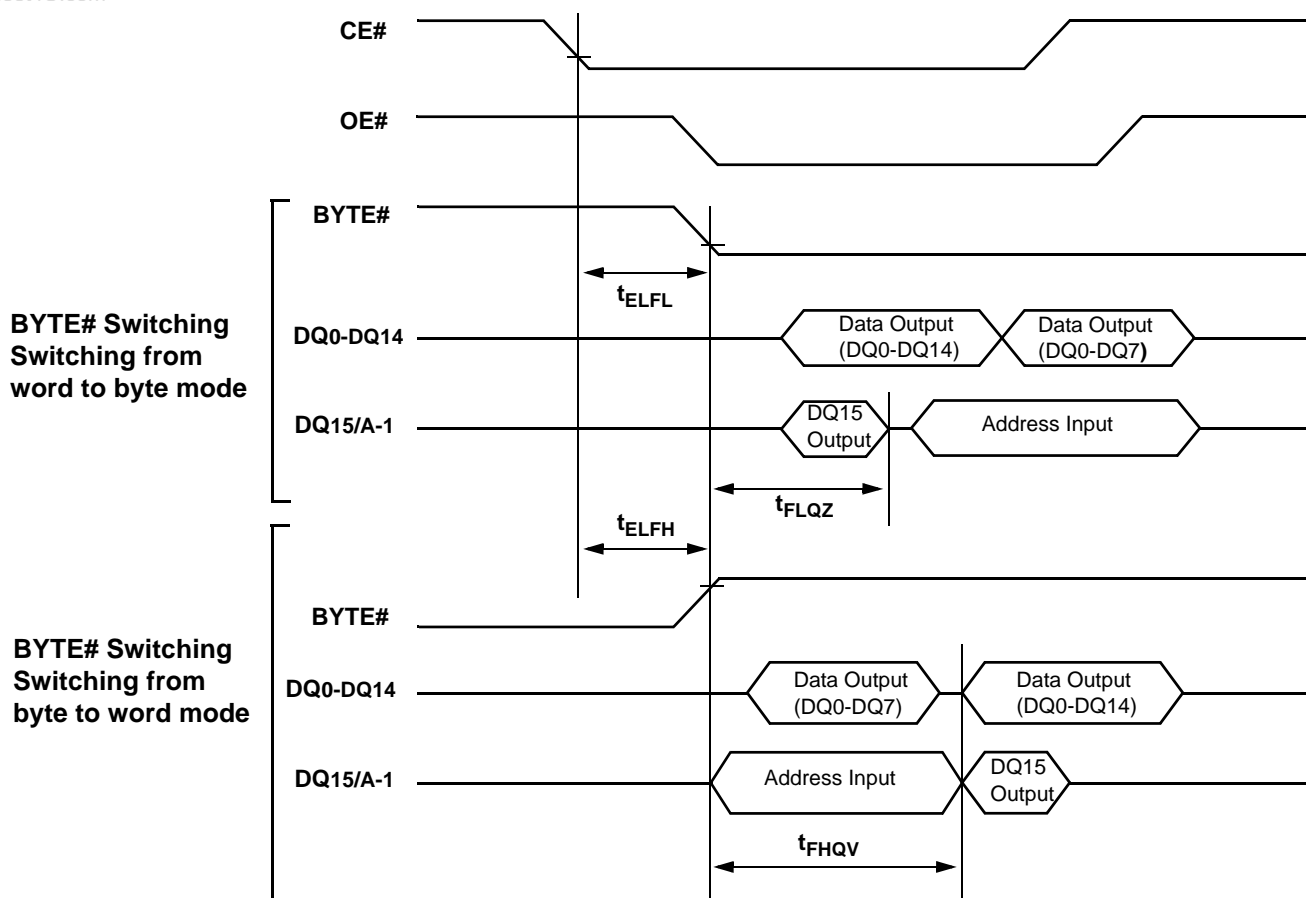 CE#
OE#
BYTE#
tELFL
BYTE# Switching
Switching from
word to byte mode
DQ0-DQ14
Data Output
(DQ0-DQ14)
Data Output
(DQ0-DQ7)
DQ15/A-1
DQ15
Output
Address Input
tFLQZ
tELFH
BYTE#
BYTE# Switching
Switching from
byte to word mode
DQ0-DQ14
Data Output
(DQ0-DQ7)
Data Output
(DQ0-DQ14)
DQ15/A-1
Address Input
DQ15
Output
tFHQV